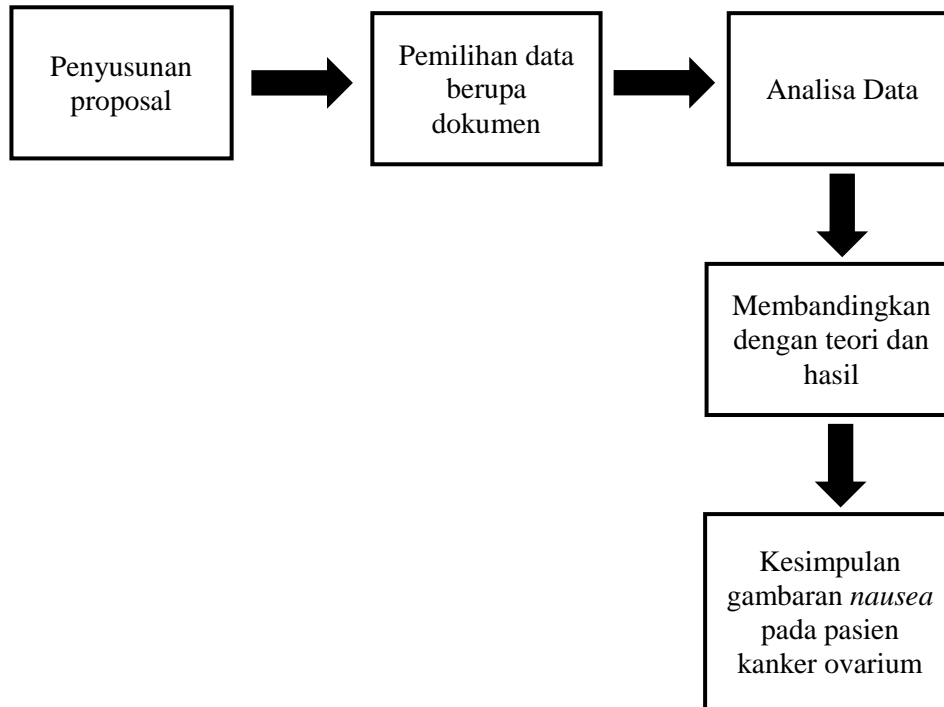 Penyusunan
proposal
Pemilihan data
berupa
dokumen
Analisa Data
Membandingkan
dengan teori dan
hasil
Kesimpulan
gambaran nausea
pada pasien
kanker ovarium